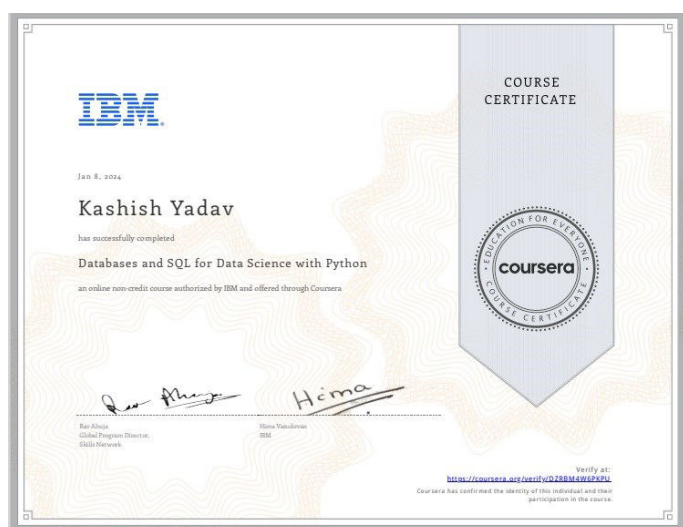 IBM
Jan 8, 2024
Kashish Yadav
has successfully completed
Databases and SQL for Data Science with Python
an online non-credit course authorized by IBM and offered through Coursera
Rav Ahuja
Global Program Director,
Skills Network
Hima Vasudevan
IBM
COURSE
CERTIFICATE
EDUCATION FOR EVERYONE
coursera
COURSE CERTIFICATE
Verify at:
https://coursera.org/verify/DZRBM4W6PKPU
Coursera has confirmed the identity of this individual and their
participation in the course.